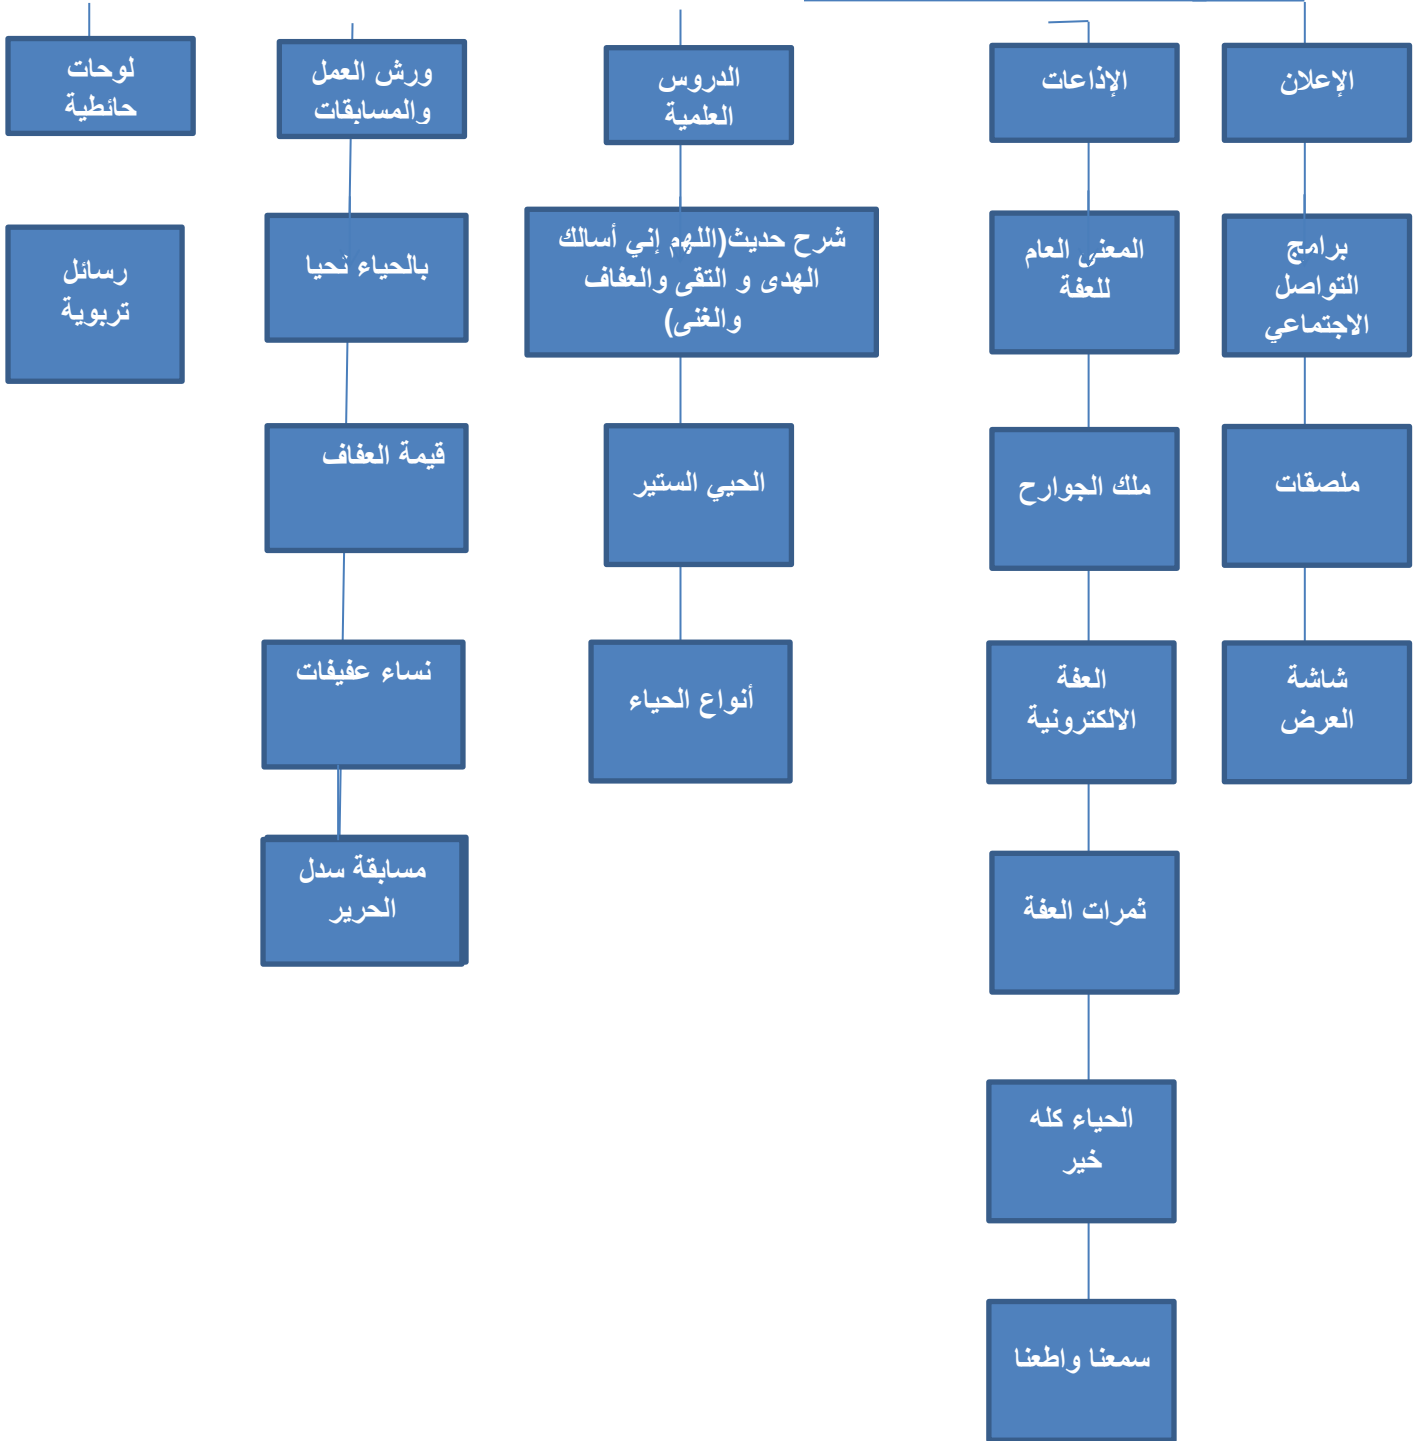 الإعلان
برامج
التواصل
الاجتماعي
ملصقات
شاشة
العرض
الإذاعات
المعنى العام
للعفة
ملك الجوارح
العفة
الالكترونية
ثمرات العفة
الحياء كله
خير
سمعنا واطعنا
الدروس
العلمية
شرح حديث(اللهم إني أسالك
الهدى و التقى والعفاف
والغنى)
الحيي الستير
أنواع الحياء
ورش العمل
والمسابقات
بالحياء نحيا
قيمة العفاف
نساء عفيفات
مسابقة سدل
الحرير
لوحات
حائطية
رسائل
تربوية